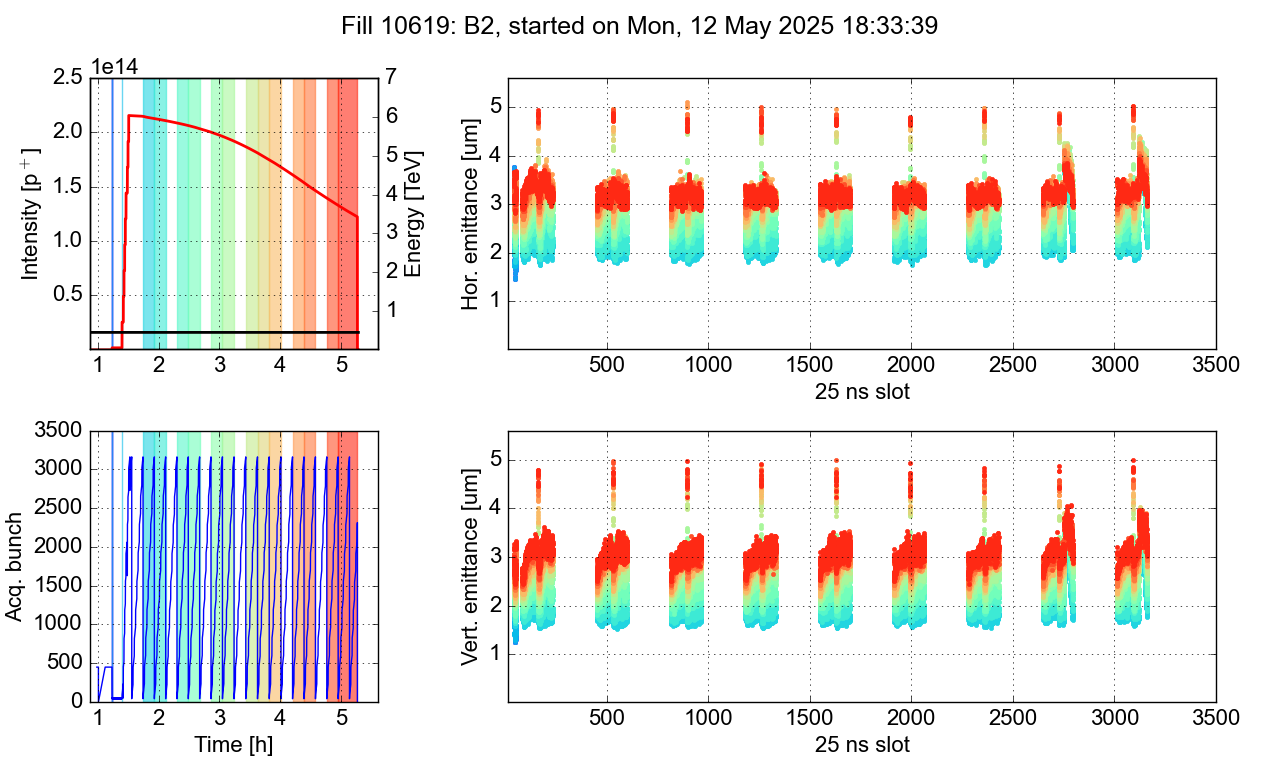 Fill 10619: B2, started on Mon, 12 May 2025 18:33:39
1e14
2.5
2.0
1.5
1.0
0.5
Intensity [p+]
7
6
5
4
3
2
1
Energy [TeV]
1 2 3 4 5
5
4
3
2
1
Hor. emittance [um]
500 1000 1500 2000 2500 3000 3500
25 ns slot
3500
3000
2500
2000
1500
1000
500
0
Acq. bunch
1 2 3 4 5
Time [h]
5
4
3
2
1
Vert. emittance [um]
500 1000 1500 2000 2500 3000 3500
25 ns slot